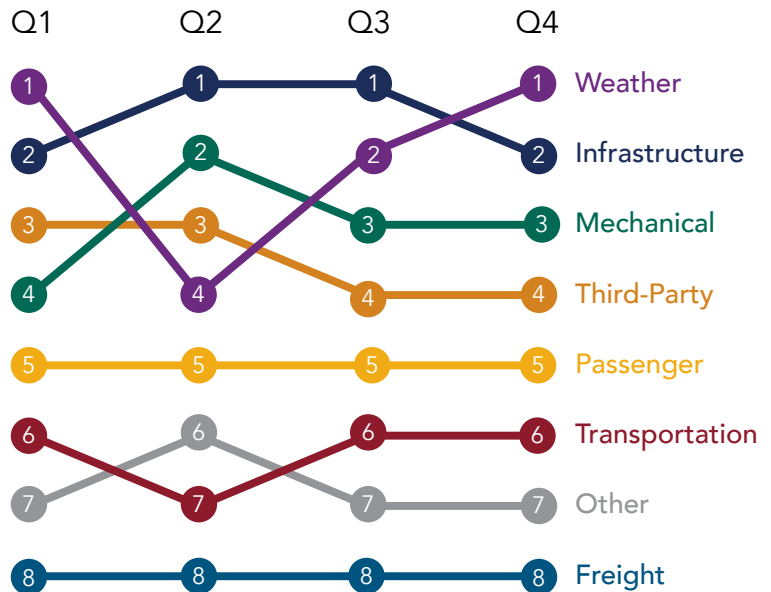 Q1 Q2 Q3 Q4
1 1 1 1 Weather
2 2 2 2 Infrastructure
3 3 3 3 Mechanical
4 4 4 4 Third-Party
5 5 5 5 Passenger
6 6 6 6 Transportation
7 7 7 7 Other
8 8 8 8 Freight